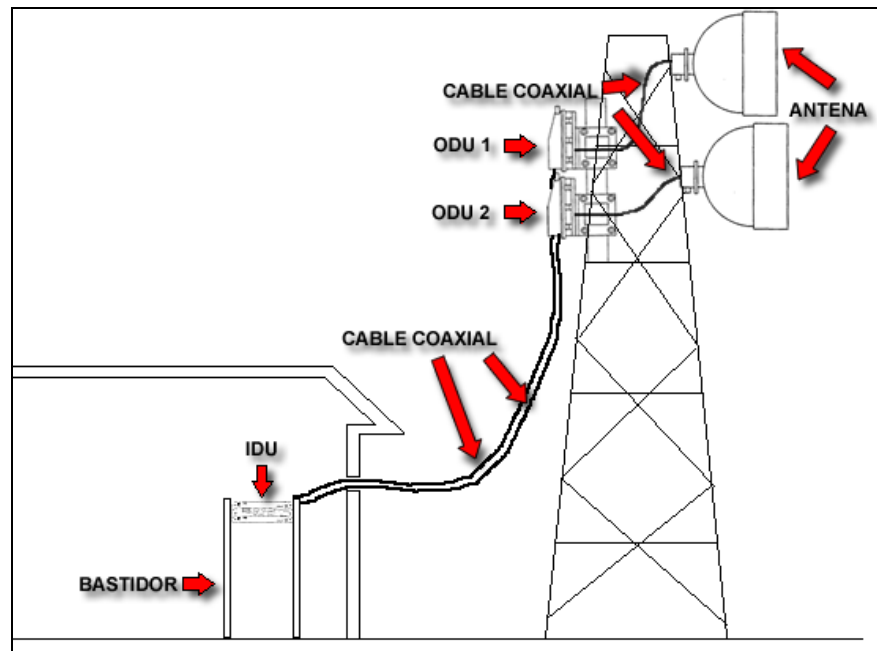 CABLE COAXIAL
ANTENA
ODU 1
ODU 2
CABLE COAXIAL
IDU
BASTIDOR